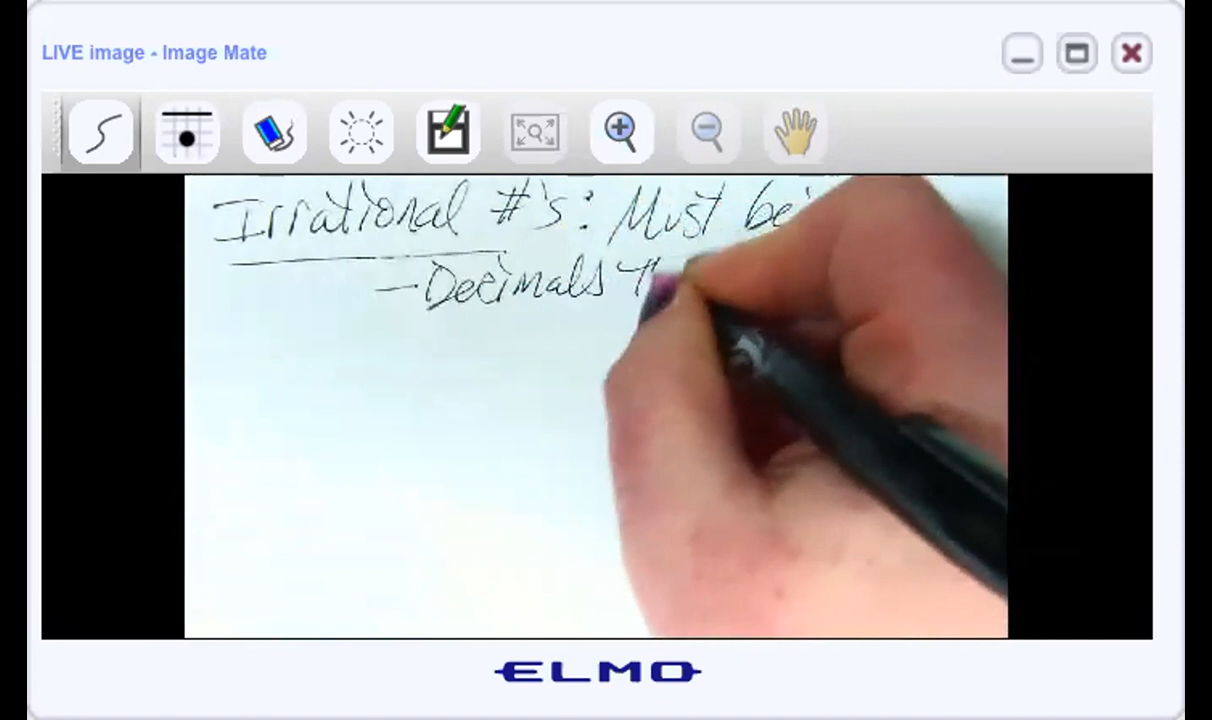 LIVE image - Image Mate
Irrational #'s: Must be
- Decimals
ELMO